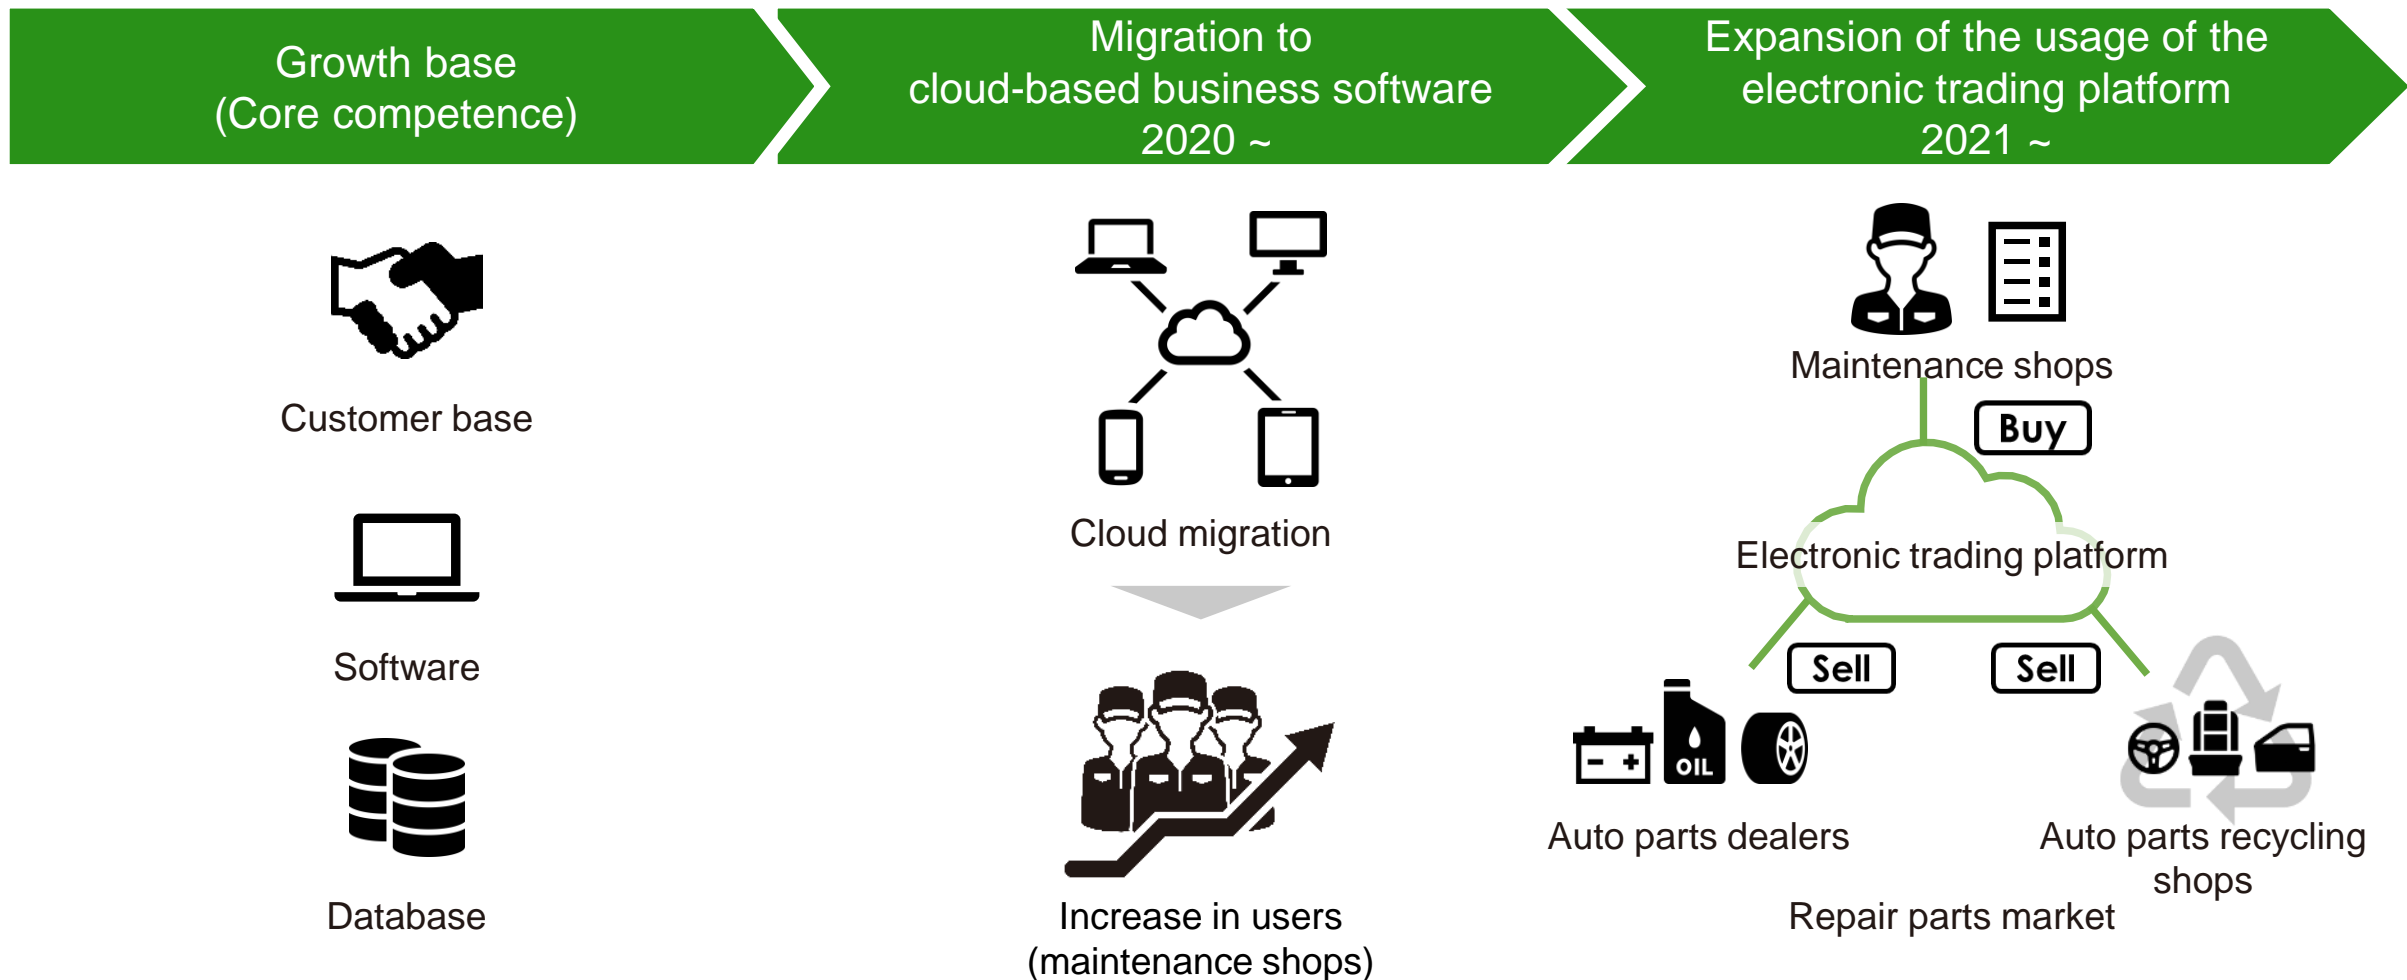 Growth base
(Core competence)
Migration to
cloud-based business software
2020 ~
Expansion of the usage of the
electronic trading platform
2021 ~
Customer base
Software
Database
Cloud migration
Increase in users
(maintenance shops)
Maintenance shops
Buy
Electronic trading platform
Sell
Sell
OIL
Auto parts dealers
Auto parts recycling
shops
Repair parts market